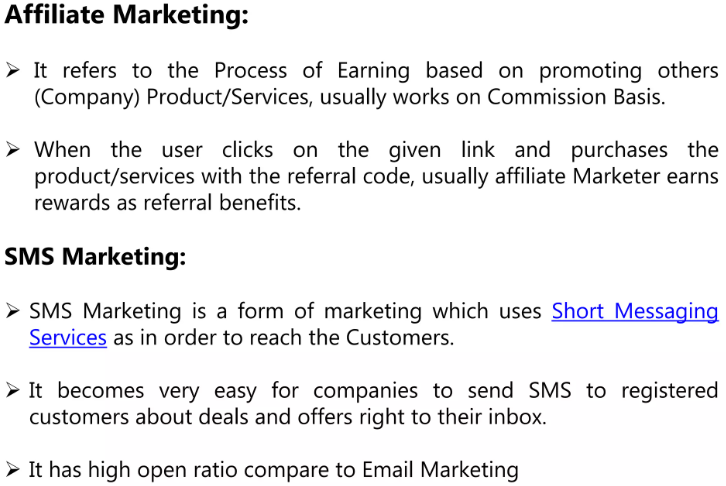 Affiliate Marketing:
➢ It refers to the Process of Earning based on promoting others
(Company) Product/Services, usually works on Commission Basis.
➢ When the user clicks on the given link and purchases the
product/services with the referral code, usually affiliate Marketer earns
rewards as referral benefits.
SMS Marketing:
➢ SMS Marketing is a form of marketing which uses Short Messaging
Services as in order to reach the Customers.
➢ It becomes very easy for companies to send SMS to registered
customers about deals and offers right to their inbox.
➢ It has high open ratio compare to Email Marketing